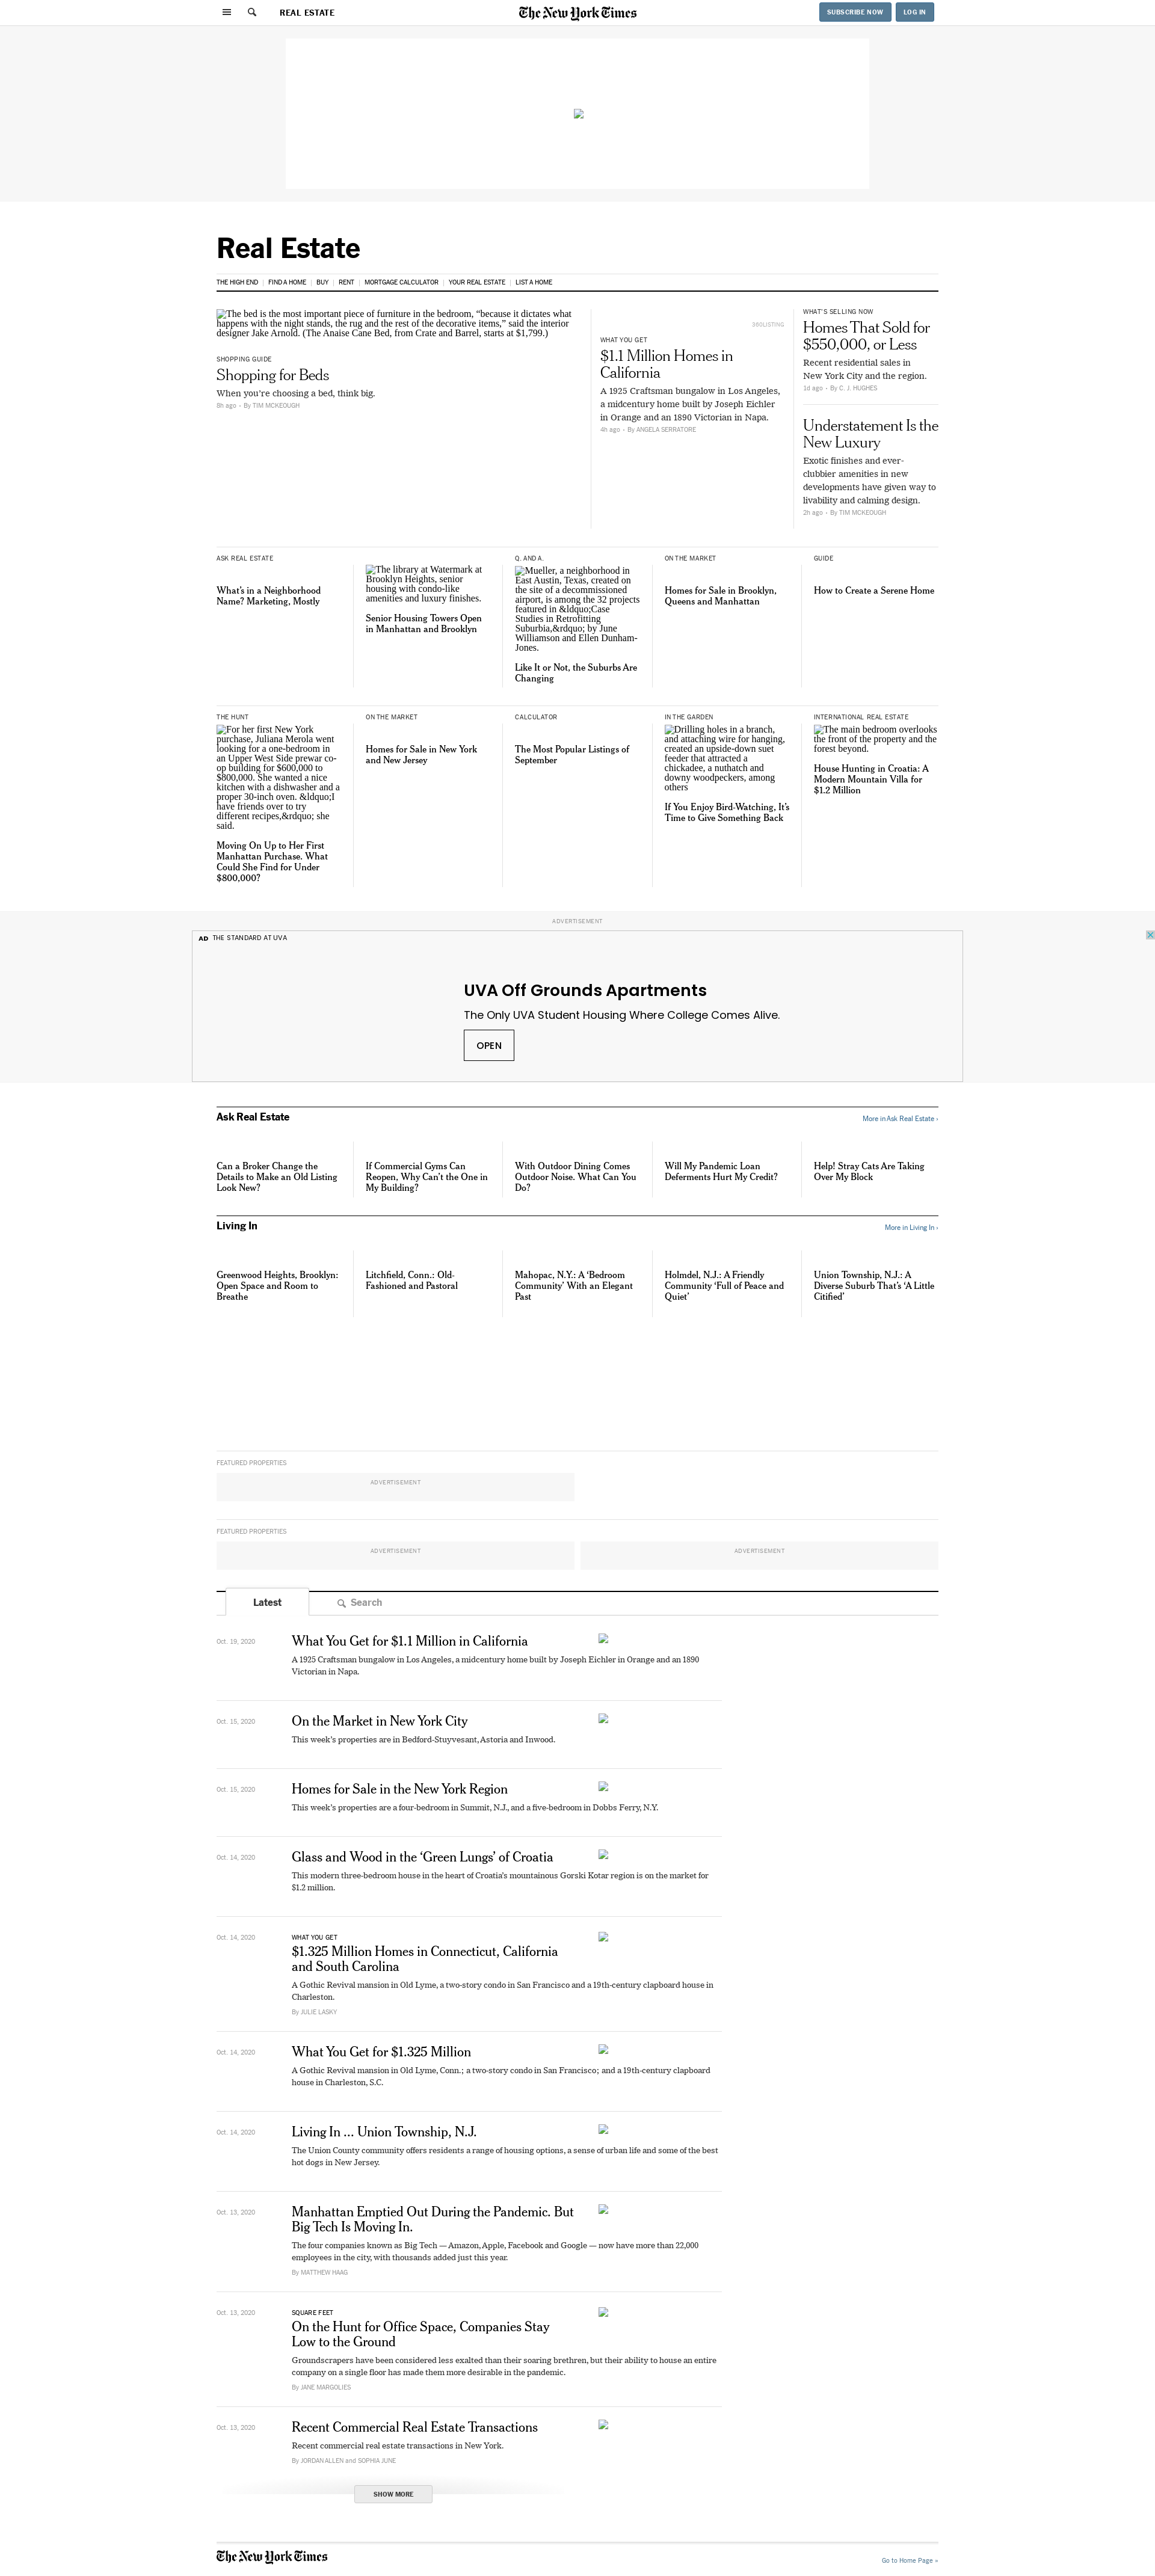 REAL ESTATE
The New York Times
SUBSCRIBE NOW
LOG IN
Real Estate
THE HIGH END
FIND A HOME
BUY
RENT
MORTGAGE CALCULATOR
YOUR REAL ESTATE
LIST A HOME
The bed is the most important piece of furniture in the bedroom, “because it dictates what
happens with the night stands, the rug and the rest of the decorative items,” said the interior
designer Jake Arnold. (The Anaise Cane Bed, from Crate and Barrel, starts at $1,799.)
SHOPPING GUIDE
Shopping for Beds
When you’re choosing a bed, think big.
8h ago • By TIM MCKEOUGH
360LISTING
WHAT YOU GET
$1.1 Million Homes in
California
A 1925 Craftsman bungalow in Los Angeles,
a midcentury home built by Joseph Eichler
in Orange and an 1890 Victorian in Napa.
4h ago • By ANGELA SERRATORE
WHAT’S SELLING NOW
Homes That Sold for
$550,000, or Less
Recent residential sales in
New York City and the region.
1d ago • By C. J. HUGHES
Understatement Is the
New Luxury
Exotic finishes and ever-
clubbier amenities in new
developments have given way to
livability and calming design.
2h ago • By TIM MCKEOUGH
ASK REAL ESTATE
What’s in a Neighborhood
Name? Marketing, Mostly
The library at Watermark at
Brooklyn Heights, senior
housing with condo-like
amenities and luxury finishes.
Senior Housing Towers Open
in Manhattan and Brooklyn
Q. AND A.
Mueller, a neighborhood in
East Austin, Texas, created on
the site of a decommissioned
airport, is among the 32 projects
featured in &ldquo;Case
Studies in Retrofitting
Suburbia,&rdquo; by June
Williamson and Ellen Dunham-
Jones.
Like It or Not, the Suburbs Are
Changing
ON THE MARKET
Homes for Sale in Brooklyn,
Queens and Manhattan
GUIDE
How to Create a Serene Home
THE HUNT
For her first New York
purchase, Juliana Merola went
looking for a one-bedroom in
an Upper West Side prewar co-
op building for $600,000 to
$800,000. She wanted a nice
kitchen with a dishwasher and a
proper 30-inch oven. &ldquo;I
have friends over to try
different recipes,&rdquo; she
said.
Moving On Up to Her First
Manhattan Purchase. What
Could She Find for Under
$800,000?
ON THE MARKET
Homes for Sale in New York
and New Jersey
CALCULATOR
The Most Popular Listings of
September
IN THE GARDEN
Drilling holes in a branch,
and attaching wire for hanging,
created an upside-down suet
feeder that attracted a
chickadee, a nuthatch and
downy woodpeckers, among
others
If You Enjoy Bird-Watching, It’s
Time to Give Something Back
INTERNATIONAL REAL ESTATE
The main bedroom overlooks
the front of the property and the
forest beyond.
House Hunting in Croatia: A
Modern Mountain Villa for
$1.2 Million
ADVERTISEMENT
AD THE STANDARD AT UVA
UVA Off Grounds Apartments
The Only UVA Student Housing Where College Comes Alive.
OPEN
Ask Real Estate
More in Ask Real Estate ›
Can a Broker Change the
Details to Make an Old Listing
Look New?
If Commercial Gyms Can
Reopen, Why Can’t the One in
My Building?
With Outdoor Dining Comes
Outdoor Noise. What Can You
Do?
Will My Pandemic Loan
Deferments Hurt My Credit?
Help! Stray Cats Are Taking
Over My Block
Living In
More in Living In ›
Greenwood Heights, Brooklyn:
Open Space and Room to
Breathe
Litchfield, Conn.: Old-
Fashioned and Pastoral
Mahopac, N.Y.: A ‘Bedroom
Community’ With an Elegant
Past
Holmdel, N.J.: A Friendly
Community ‘Full of Peace and
Quiet’
Union Township, N.J.: A
Diverse Suburb That’s ‘A Little
Citified’
FEATURED PROPERTIES
ADVERTISEMENT
FEATURED PROPERTIES
ADVERTISEMENT
ADVERTISEMENT
Latest
Search
Oct. 19, 2020
What You Get for $1.1 Million in California
A 1925 Craftsman bungalow in Los Angeles, a midcentury home built by Joseph Eichler in Orange and an 1890
Victorian in Napa.
Oct. 15, 2020
On the Market in New York City
This week’s properties are in Bedford-Stuyvesant, Astoria and Inwood.
Oct. 15, 2020
Homes for Sale in the New York Region
This week’s properties are a four-bedroom in Summit, N.J., and a five-bedroom in Dobbs Ferry, N.Y.
Oct. 14, 2020
Glass and Wood in the ‘Green Lungs’ of Croatia
This modern three-bedroom house in the heart of Croatia’s mountainous Gorski Kotar region is on the market for
$1.2 million.
Oct. 14, 2020
WHAT YOU GET
$1.325 Million Homes in Connecticut, California
and South Carolina
A Gothic Revival mansion in Old Lyme, a two-story condo in San Francisco and a 19th-century clapboard house in
Charleston.
By JULIE LASKY
Oct. 14, 2020
What You Get for $1.325 Million
A Gothic Revival mansion in Old Lyme, Conn.; a two-story condo in San Francisco; and a 19th-century clapboard
house in Charleston, S.C.
Oct. 14, 2020
Living In ... Union Township, N.J.
The Union County community offers residents a range of housing options, a sense of urban life and some of the best
hot dogs in New Jersey.
Oct. 13, 2020
Manhattan Emptied Out During the Pandemic. But
Big Tech Is Moving In.
The four companies known as Big Tech — Amazon, Apple, Facebook and Google — now have more than 22,000
employees in the city, with thousands added just this year.
By MATTHEW HAAG
Oct. 13, 2020
SQUARE FEET
On the Hunt for Office Space, Companies Stay
Low to the Ground
Groundscrapers have been considered less exalted than their soaring brethren, but their ability to house an entire
company on a single floor has made them more desirable in the pandemic.
By JANE MARGOLIES
Oct. 13, 2020
Recent Commercial Real Estate Transactions
Recent commercial real estate transactions in New York.
By JORDAN ALLEN and SOPHIA JUNE
SHOW MORE
The New York Times
Go to Home Page »